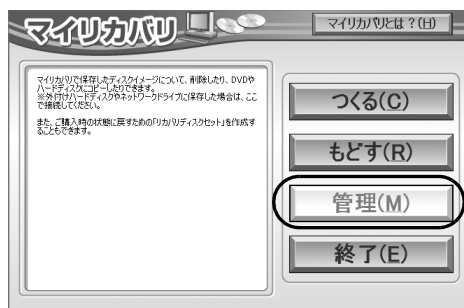 マイリカバリ
マイリカバリとは？(H)
マイリカバリで保存したディスクイメージについて、削除したり、DVDや
ハードディスクにコピーしたりできます。
※外付けハードディスクやネットワークドライブに保存した場合は、ここ
で接続してください。
また、ご購入時の状態に戻すための「リカバリディスクセット」を作成す
ることもできます。
つくる(C)
もどす(R)
管理(M)
終了(E)